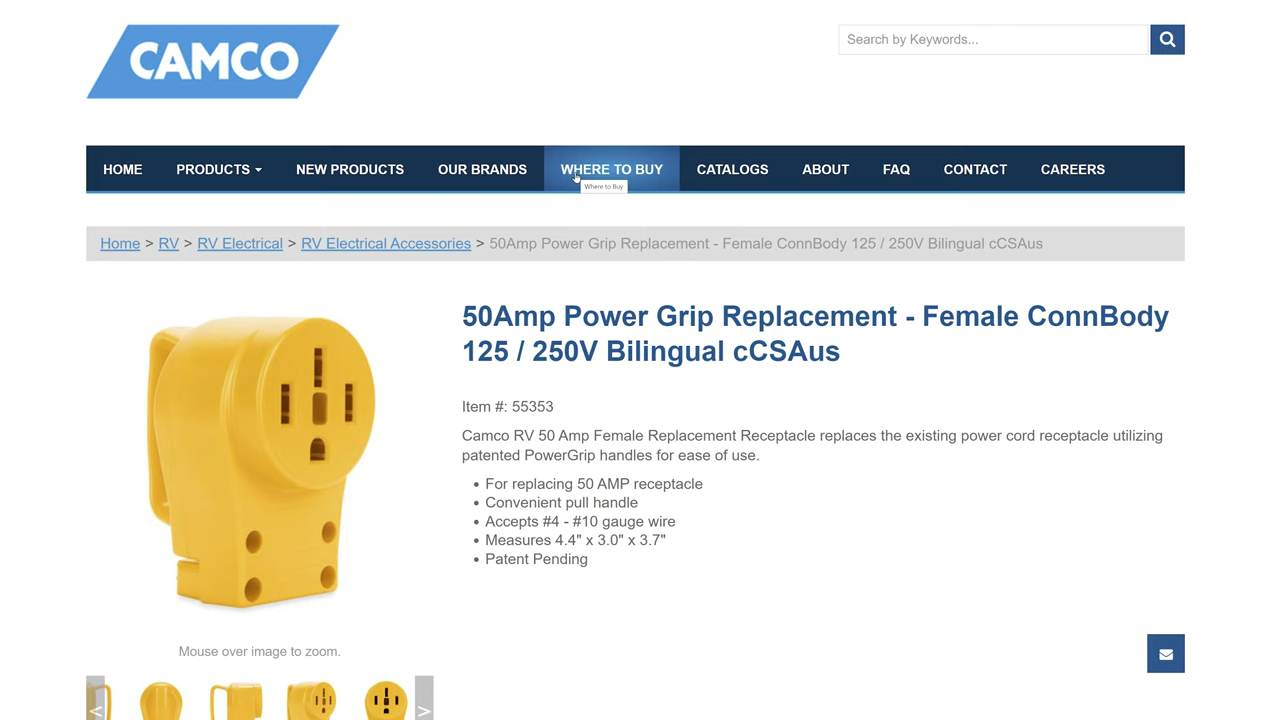 CAMCO
Search by Keywords...
HOME PRODUCTS NEW PRODUCTS OUR BRANDS WHERE TO BUY CATALOGS ABOUT FAQ CONTACT CAREERS
Where to Buy
Home > RV > RV Electrical > RV Electrical Accessories > 50Amp Power Grip Replacement - Female ConnBody 125 / 250V Bilingual cCSAus
50Amp Power Grip Replacement - Female ConnBody
125 / 250V Bilingual cCSAus
Item #: 55353
Camco RV 50 Amp Female Replacement Receptacle replaces the existing power cord receptacle utilizing
patented PowerGrip handles for ease of use.
• For replacing 50 AMP receptacle
• Convenient pull handle
• Accepts #4 - #10 gauge wire
• Measures 4.4" x 3.0" x 3.7"
• Patent Pending
Mouse over image to zoom.
< >